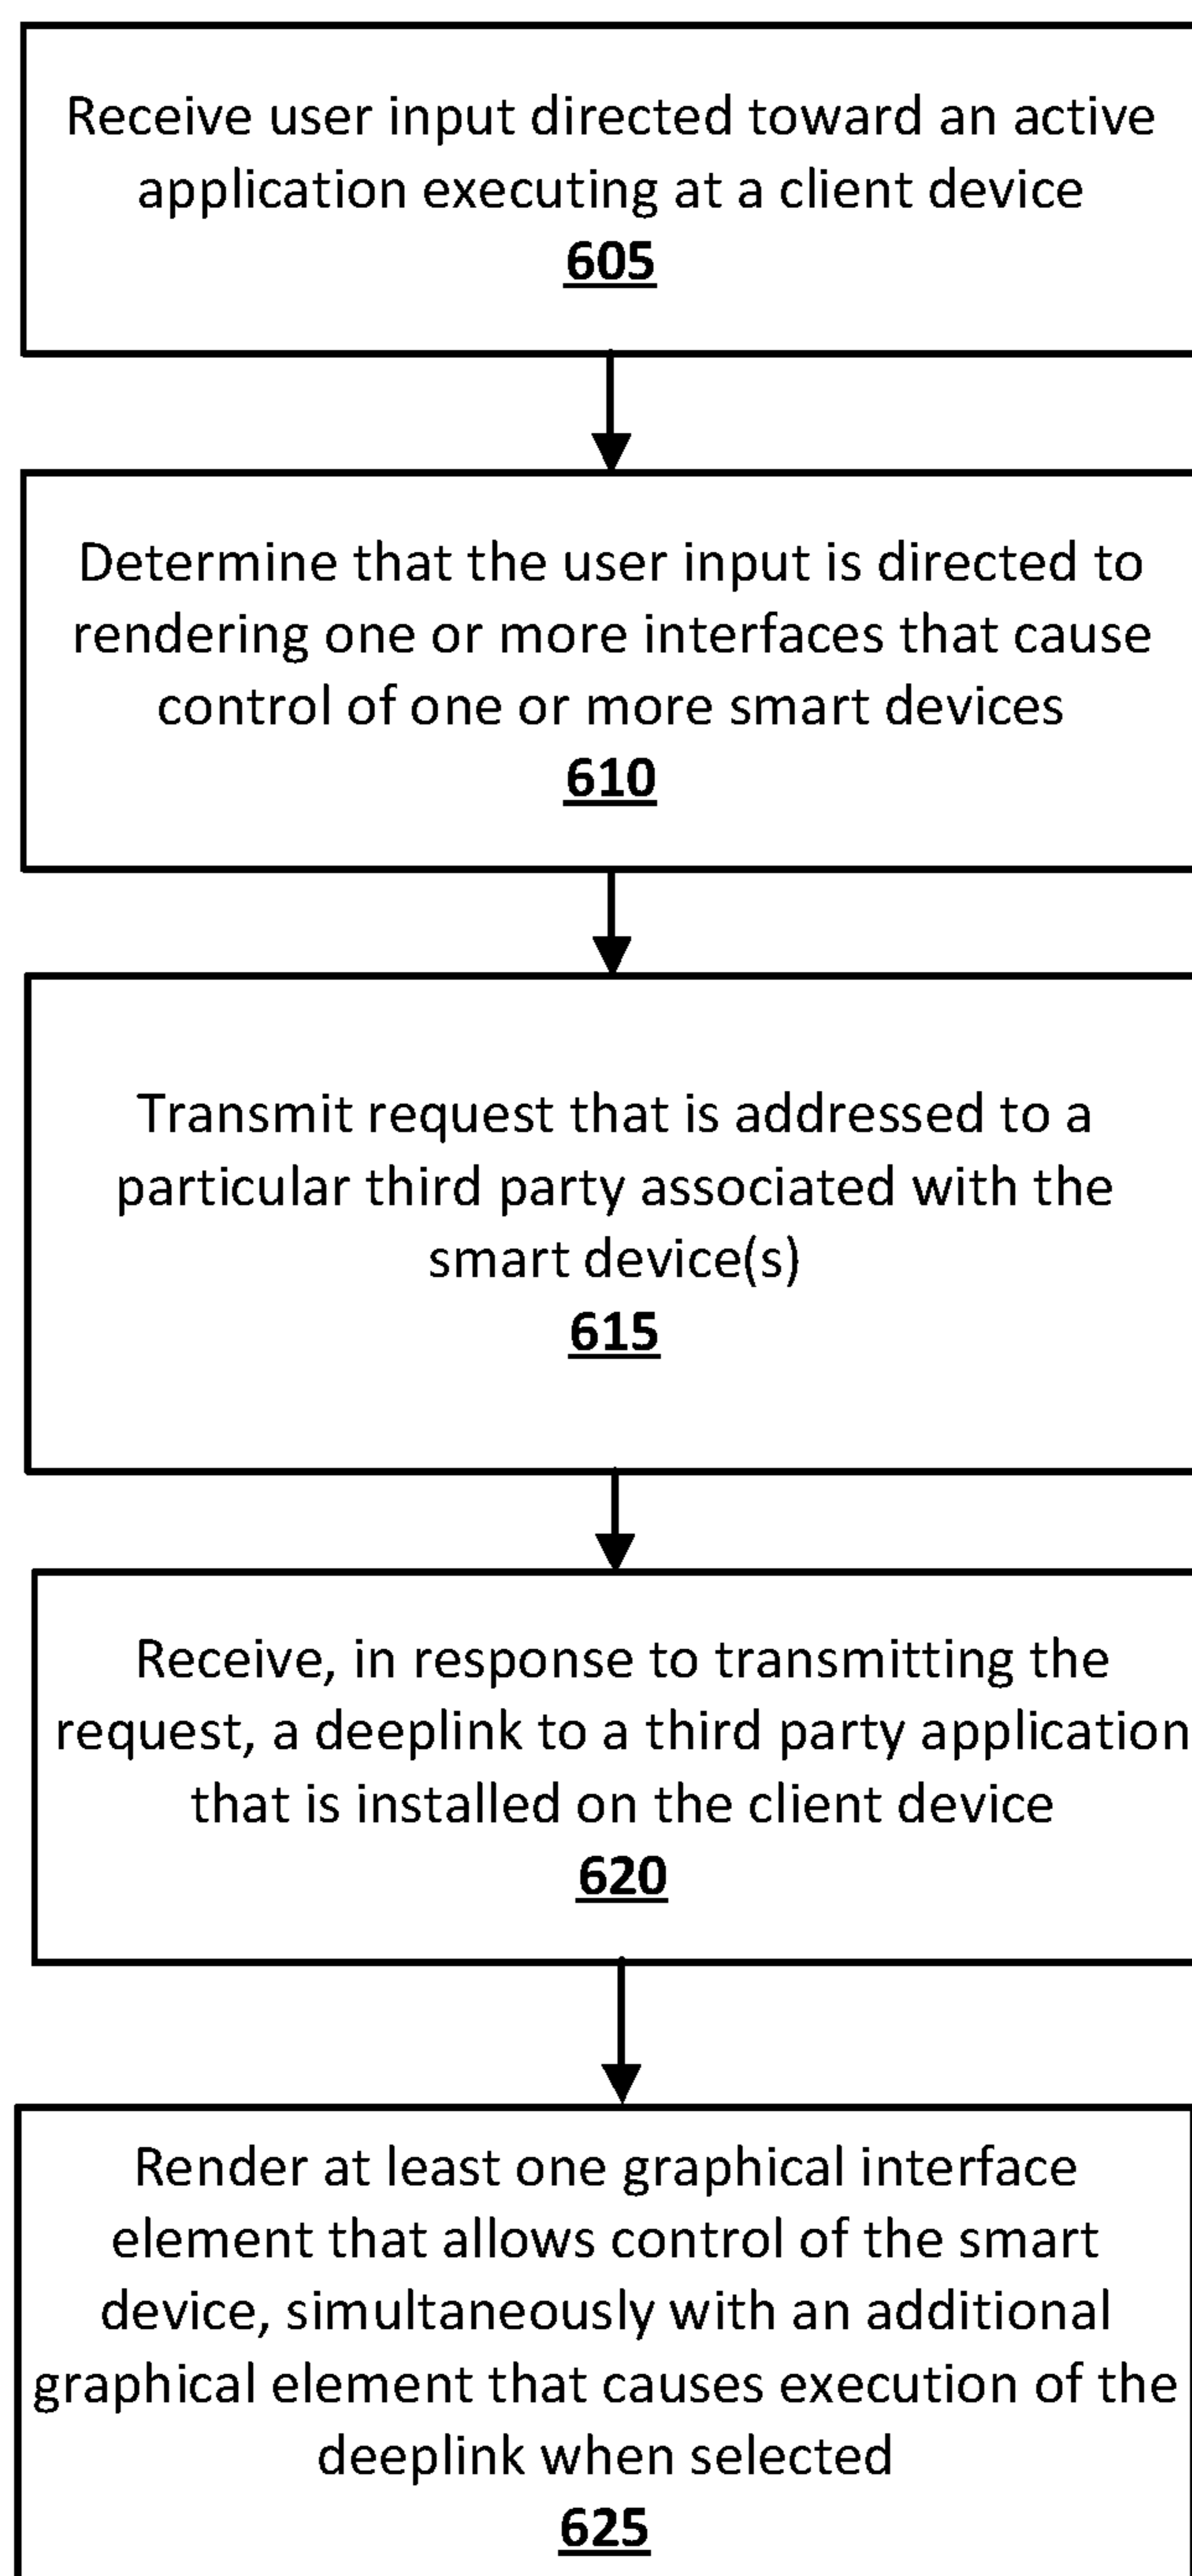 Receive user input directed toward an active
application executing at a client device
605
Determine that the user input is directed to
rendering one or more interfaces that cause
control of one or more smart devices
610
Transmit request that is addressed to a
particular third party associated with the
smart device(s)
615
Receive, in response to transmitting the
request, a deeplink to a third party application
that is installed on the client device
620
Render at least one graphical interface
element that allows control of the smart
device, simultaneously with an additional
graphical element that causes execution of the
deeplink when selected
625